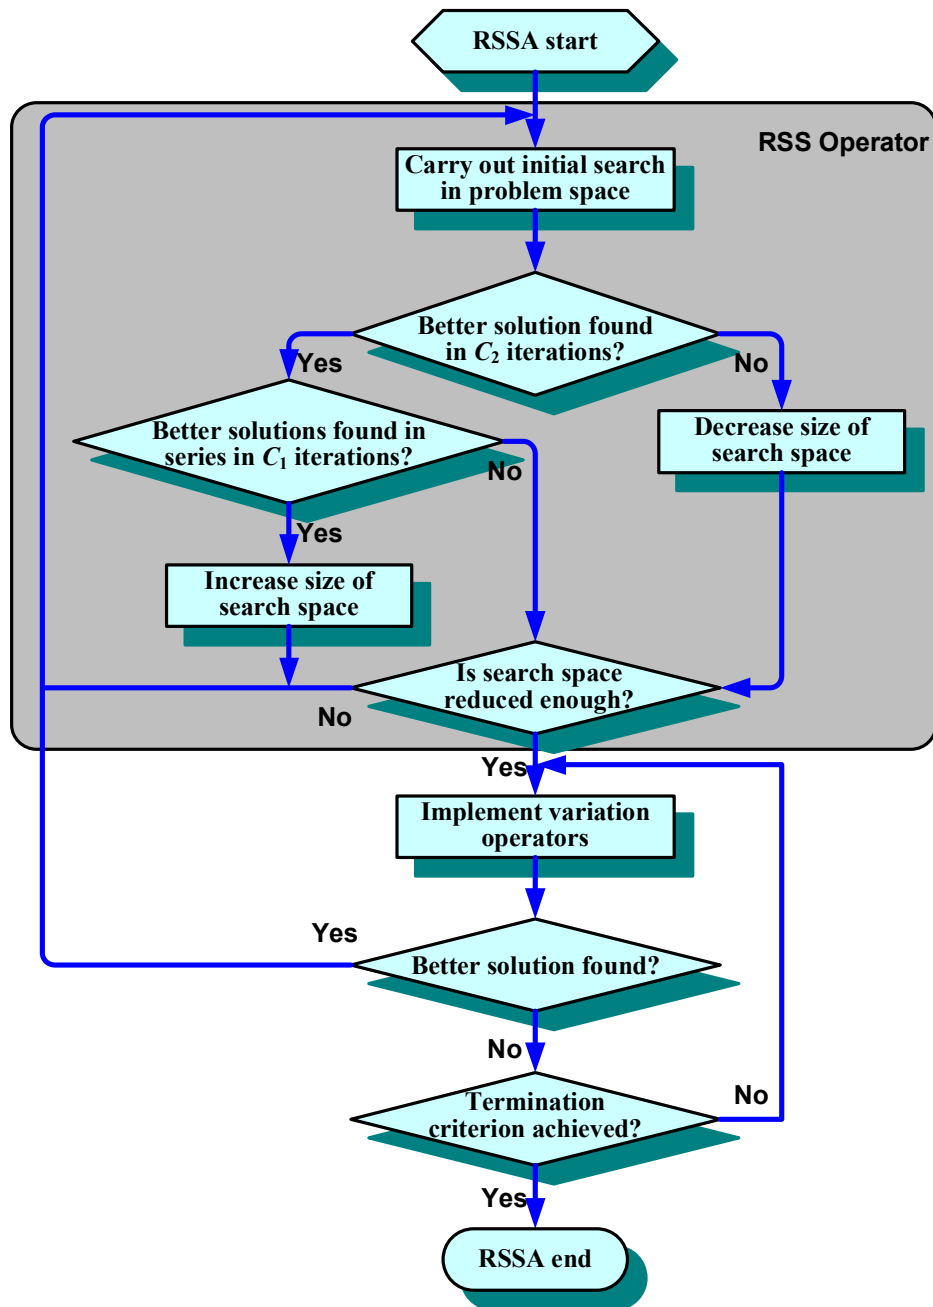 RSSA start
RSS Operator
Carry out initial search
in problem space
Better solution found
in C₂ iterations?
Yes
No
Better solutions found in
series in C₁ iterations?
Decrease size of
search space
No
Yes
Increase size of
search space
Is search space
reduced enough?
No
Yes
Implement variation
operators
Yes
Better solution found?
No
Termination
criterion achieved?
No
Yes
RSSA end